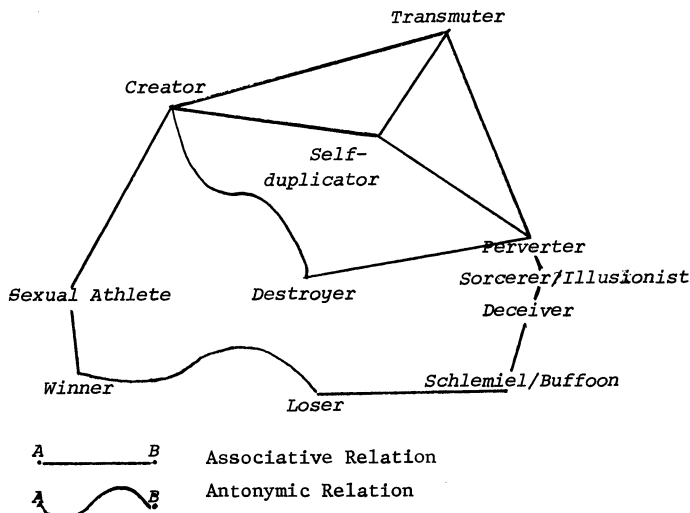 Transmuter
Creator
Self-
duplicator
Perverter
Sorcerer/Illusionist
Sexual Athlete
Destroyer
Deceiver
Winner
Loser
Schlemiel/Buffoon
A B
Associative Relation
A B
Antonymic Relation